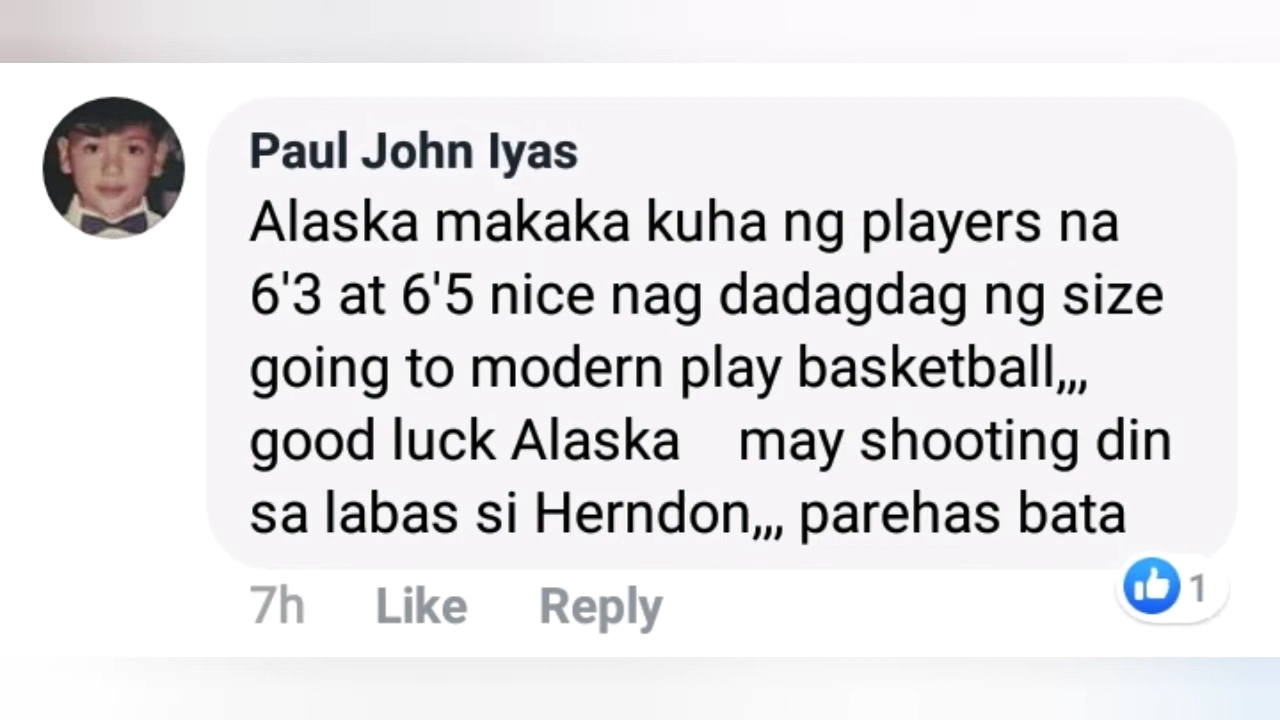 Paul John Iyas
Alaska makaka kuha ng players na
6'3 at 6'5 nice nag dadagdag ng size
going to modern play basketball,,,
good luck Alaska    may shooting din
sa labas si Herndon,,, parehas bata
7h Like Reply 1